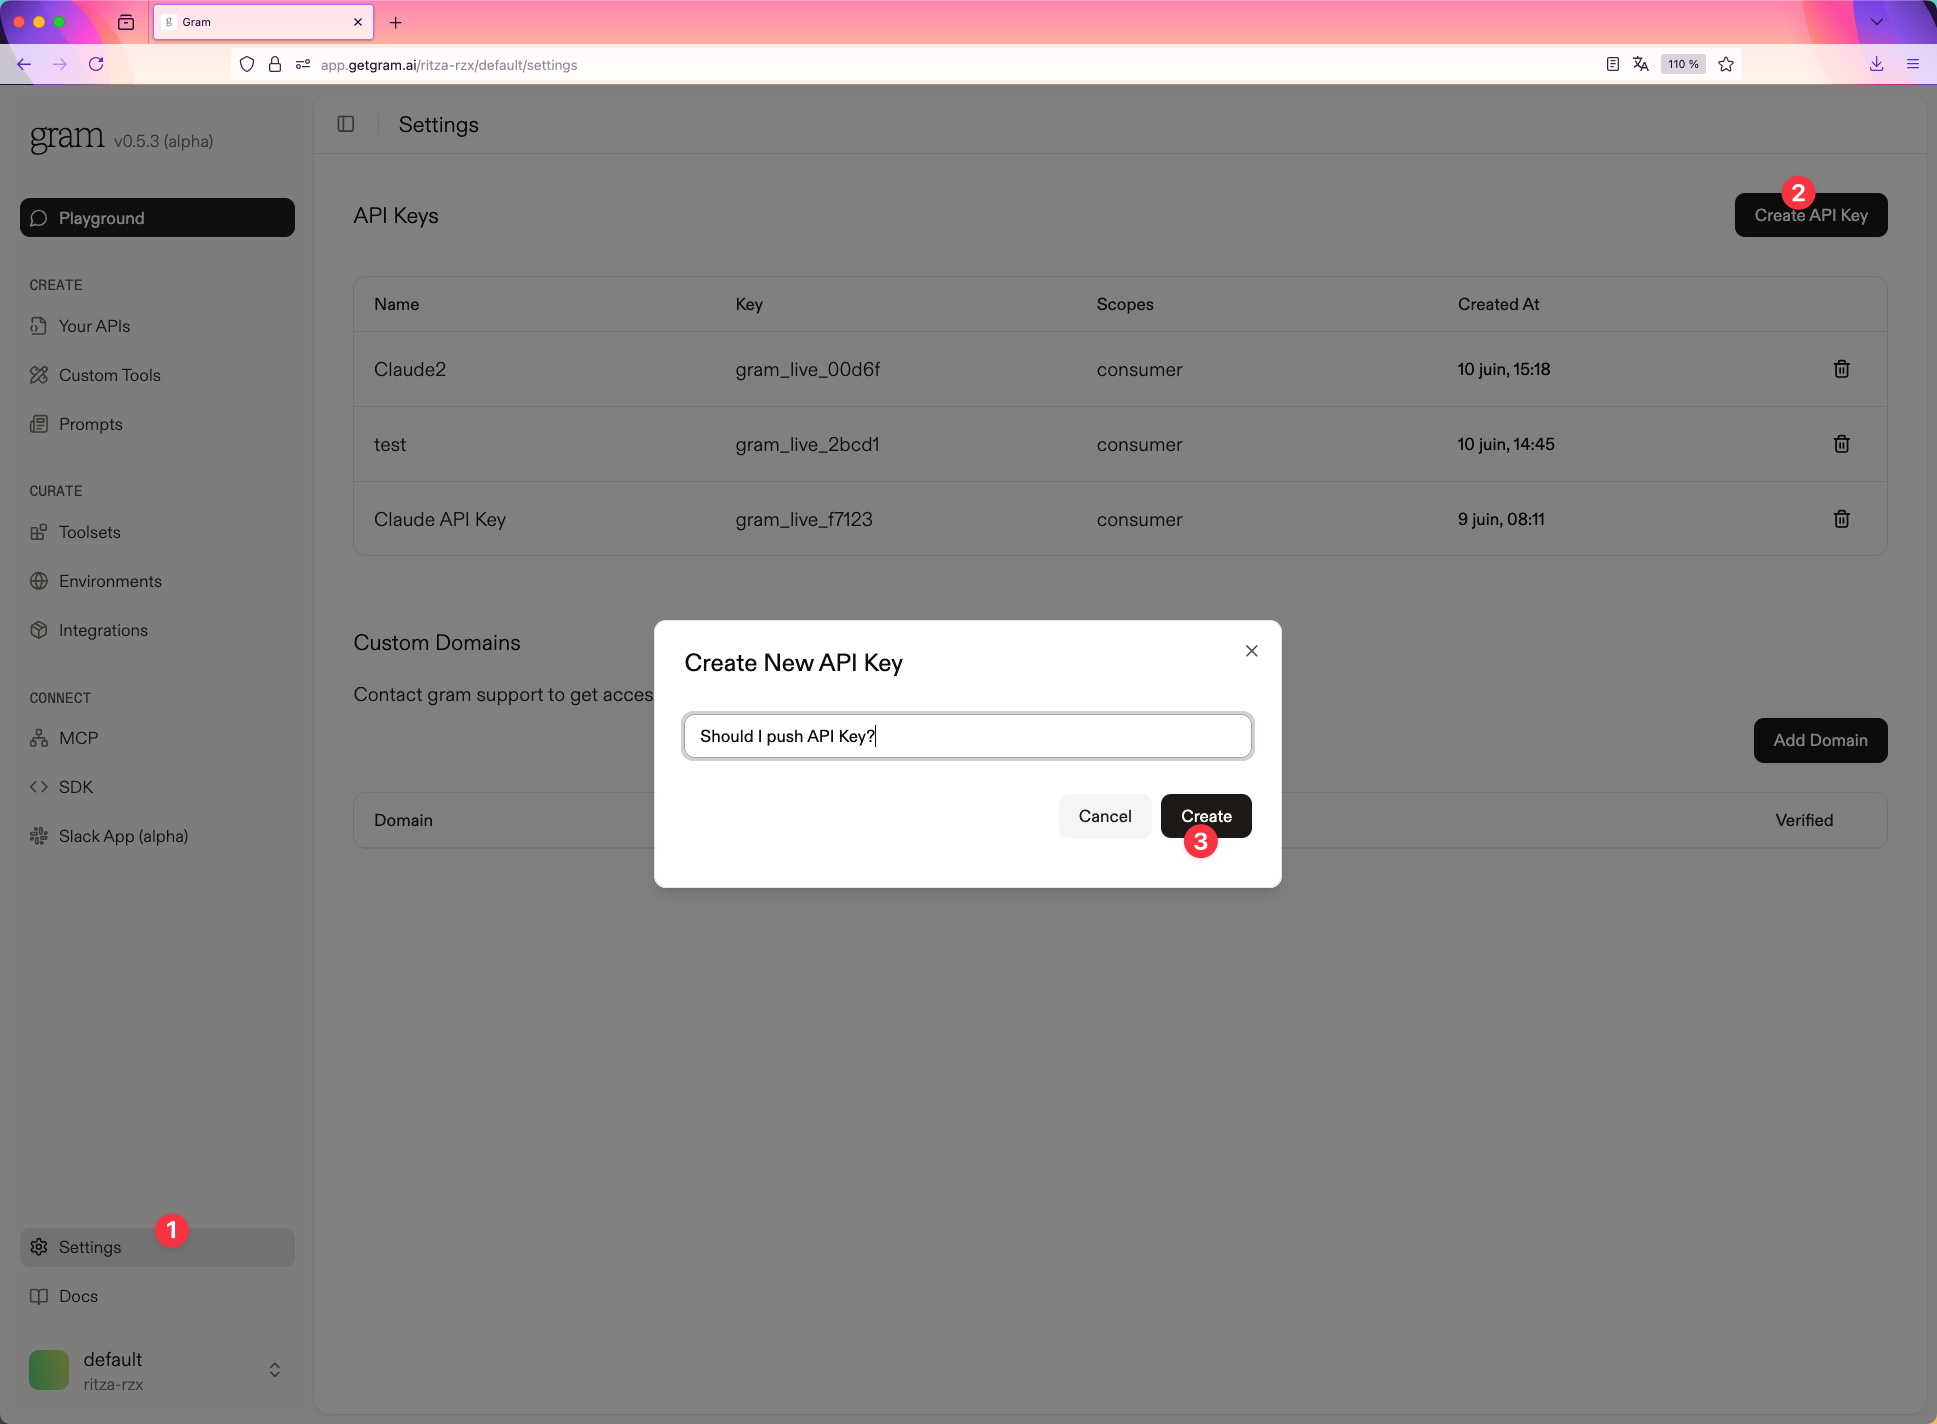 g Gram
app.getgram.ai/ritza-rzx/default/settings
110 %
gram v0.5.3 (alpha)
Settings
Playground
API Keys
2
Create API Key
CREATE
Your APIs
Custom Tools
Prompts
Name Key Scopes Created At
Claude2 gram_live_00d6f consumer 10 juin, 15:18
test gram_live_2bcd1 consumer 10 juin, 14:45
Claude API Key gram_live_f7123 consumer 9 juin, 08:11
CURATE
Toolsets
Environments
Integrations
Custom Domains
Contact gram support to get acces
Add Domain
Domain Verified
Create New API Key
Should I push API Key?
Cancel
Create
3
CONNECT
MCP
SDK
Slack App (alpha)
1
Settings
Docs
default
ritza-rzx